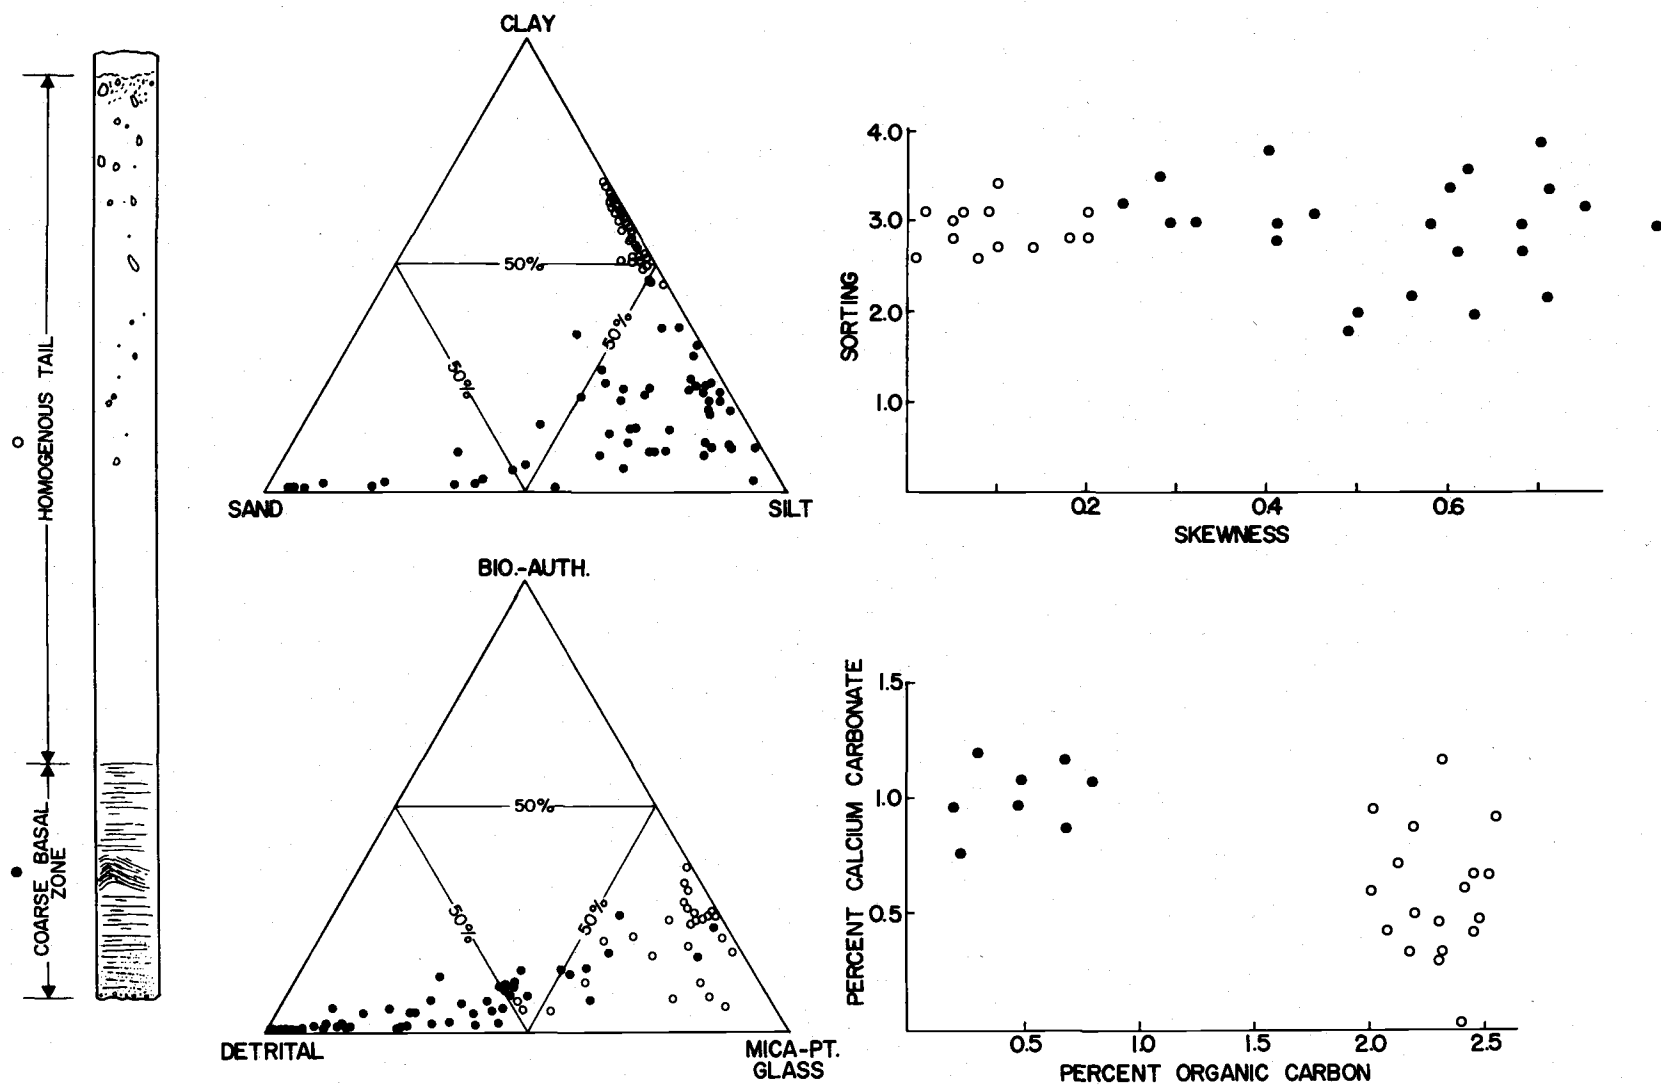 HOMOGENOUS TAIL
COARSE BASAL
ZONE
CLAY
50%
50%
50%
SAND
SILT
BIO.-AUTH.
50%
50%
50%
DETRITAL
MICA-PT.
GLASS
4.0
3.0
2.0
1.0
SORTING
0.2
0.4
0.6
SKEWNESS
1.5
1.0
0.5
PERCENT CALCIUM CARBONATE
0.5
1.0
1.5
2.0
2.5
PERCENT ORGANIC CARBON